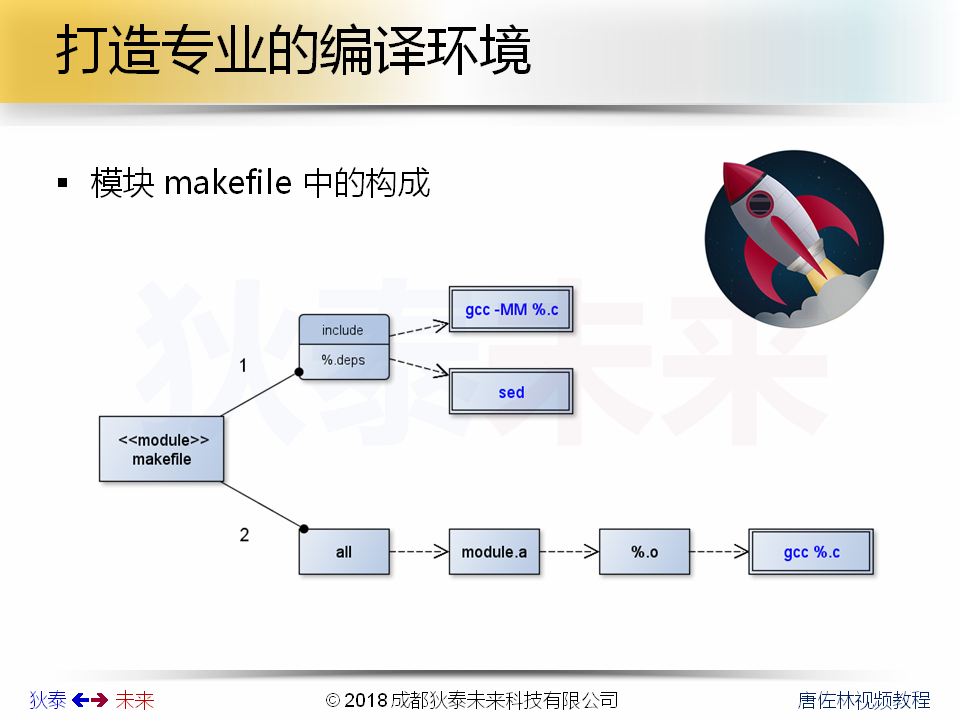 打造专业的编译环境
▪ 模块 makefile 中的构成
狄泰未来
gcc -MM %.c
include
%.deps
1
sed
<<module>>
makefile
2
all
module.a
%.o
gcc %.c
狄泰 未来
© 2018 成都狄泰未来科技有限公司
唐佐林视频教程